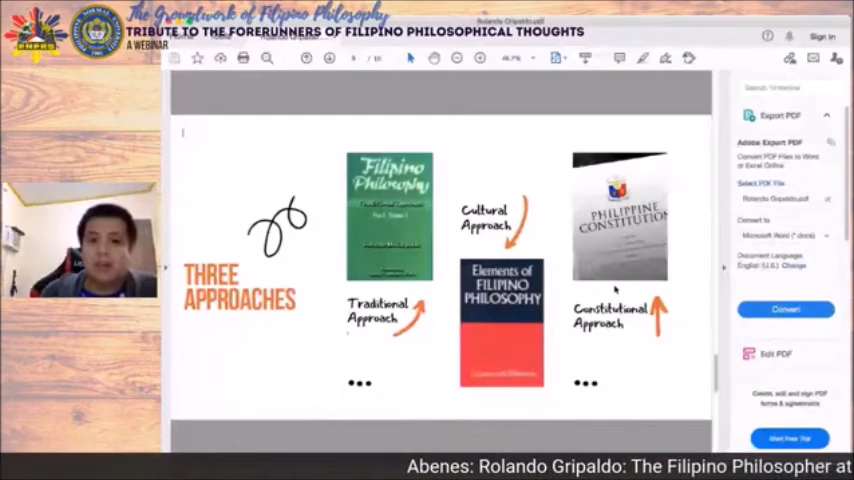 The Groundwork of Filipino Philosophy
TRIBUTE TO THE FORERUNNERS OF FILIPINO PHILOSOPHICAL THOUGHTS
A WEBINAR
Rolando Gripaldo.pdf
Sign in
9 / 10
Export PDF
Adobe Export PDF
Convert PDF Files to Word
or Excel Online
Select PDF File
Rolando Gripaldo.pdf
Convert to
Microsoft Word (*.docx)
Document Language:
English (U.S.) Change
Convert
Edit PDF
Create, edit and sign PDF
forms & agreements
Start Free Trial
THREE
APPROACHES
Filipino
Philosophy
Traditional
Approach
Cultural
Approach
Elements of
FILIPINO
PHILOSOPHY
PHILIPPINE
CONSTITUTION
Constitutional
Approach
Abenes: Rolando Gripaldo: The Filipino Philosopher at